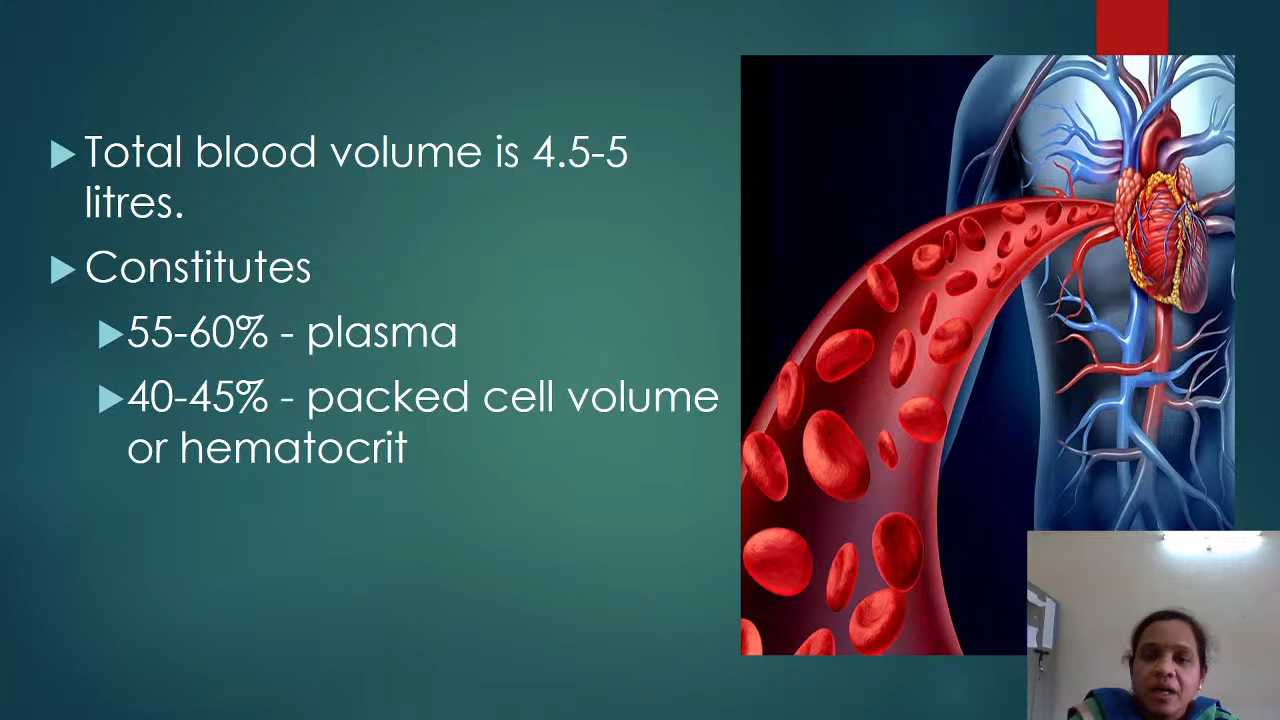 Total blood volume is 4.5-5
litres.
Constitutes
55-60% - plasma
40-45% - packed cell volume
or hematocrit